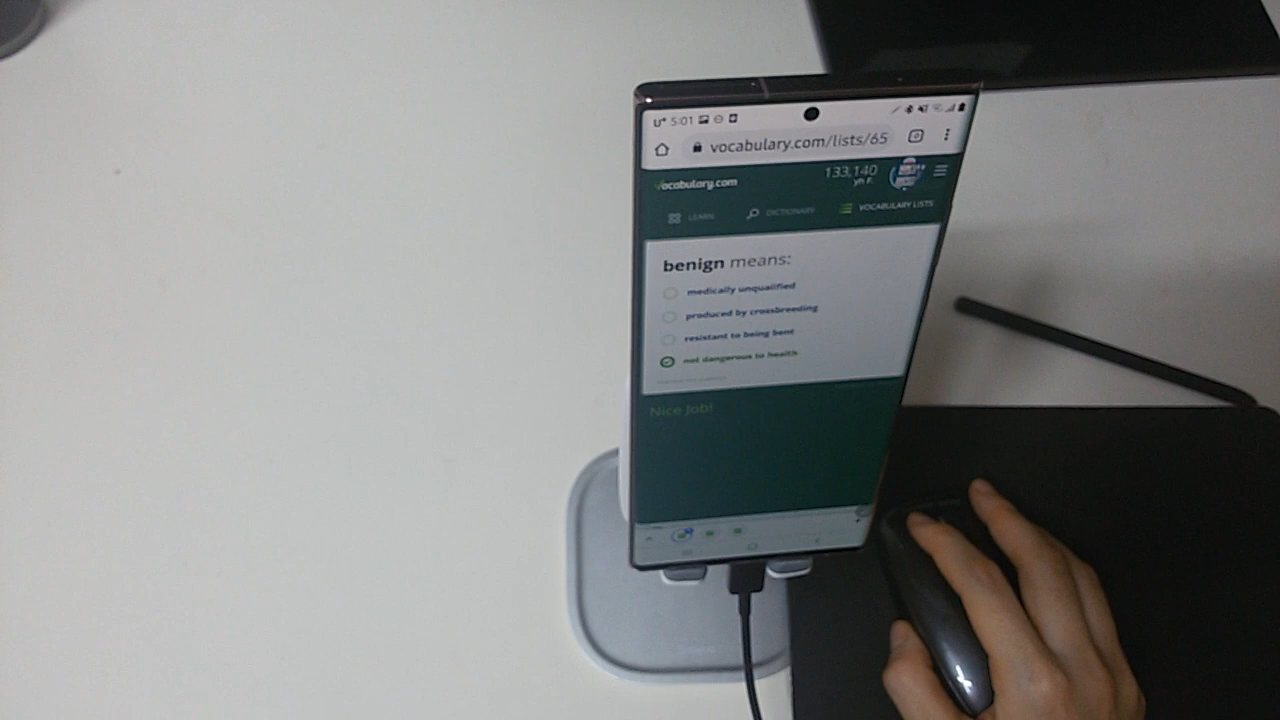 U+ 5:01
vocabulary.com/lists/65
vocabulary.com
133,140
yh F.
LEARN
DICTIONARY
VOCABULARY LISTS
benign means:
medically unqualified
produced by crossbreeding
resistant to being bent
not dangerous to health
Nice Job!